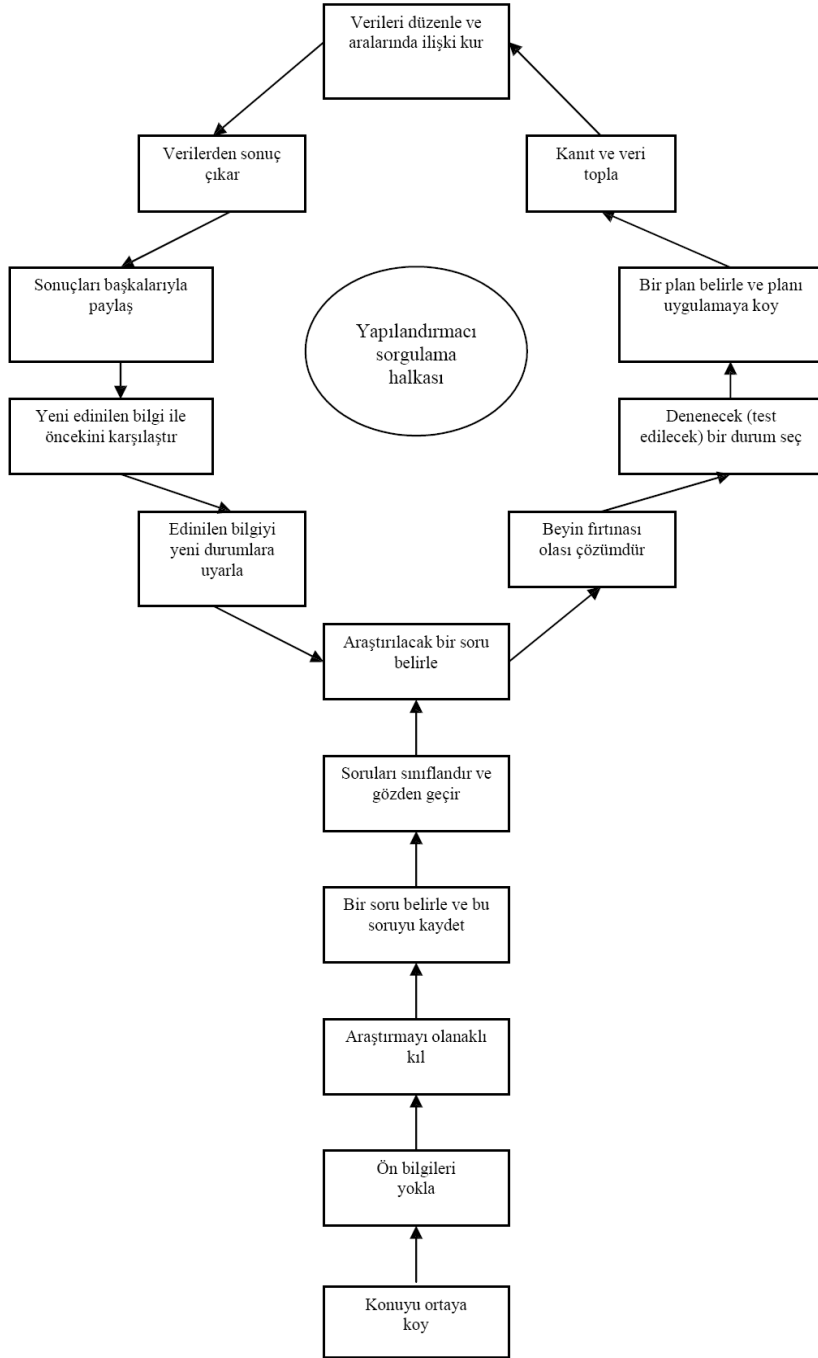 Verileri düzenle ve
aralarında ilişki kur
Verilerden sonuç
çıkar
Kanıt ve veri
topla
Sonuçları başkalarıyla
paylaş
Yapılandırmacı
sorgulama
halkası
Bir plan belirle ve planı
uygulamaya koy
Yeni edinilen bilgi ile
öncekini karşılaştır
Denenecek (test
edilecek) bir durum seç
Edinilen bilgiyi
yeni durumlara
uyarla
Beyin fırtınası
olası çözümdür
Araştırılacak bir soru
belirle
Soruları sınıflandır ve
gözden geçir
Bir soru belirle ve bu
soruyu kaydet
Araştırmayı olanaklı
kıl
Ön bilgileri
yokla
Konuyu ortaya
koy